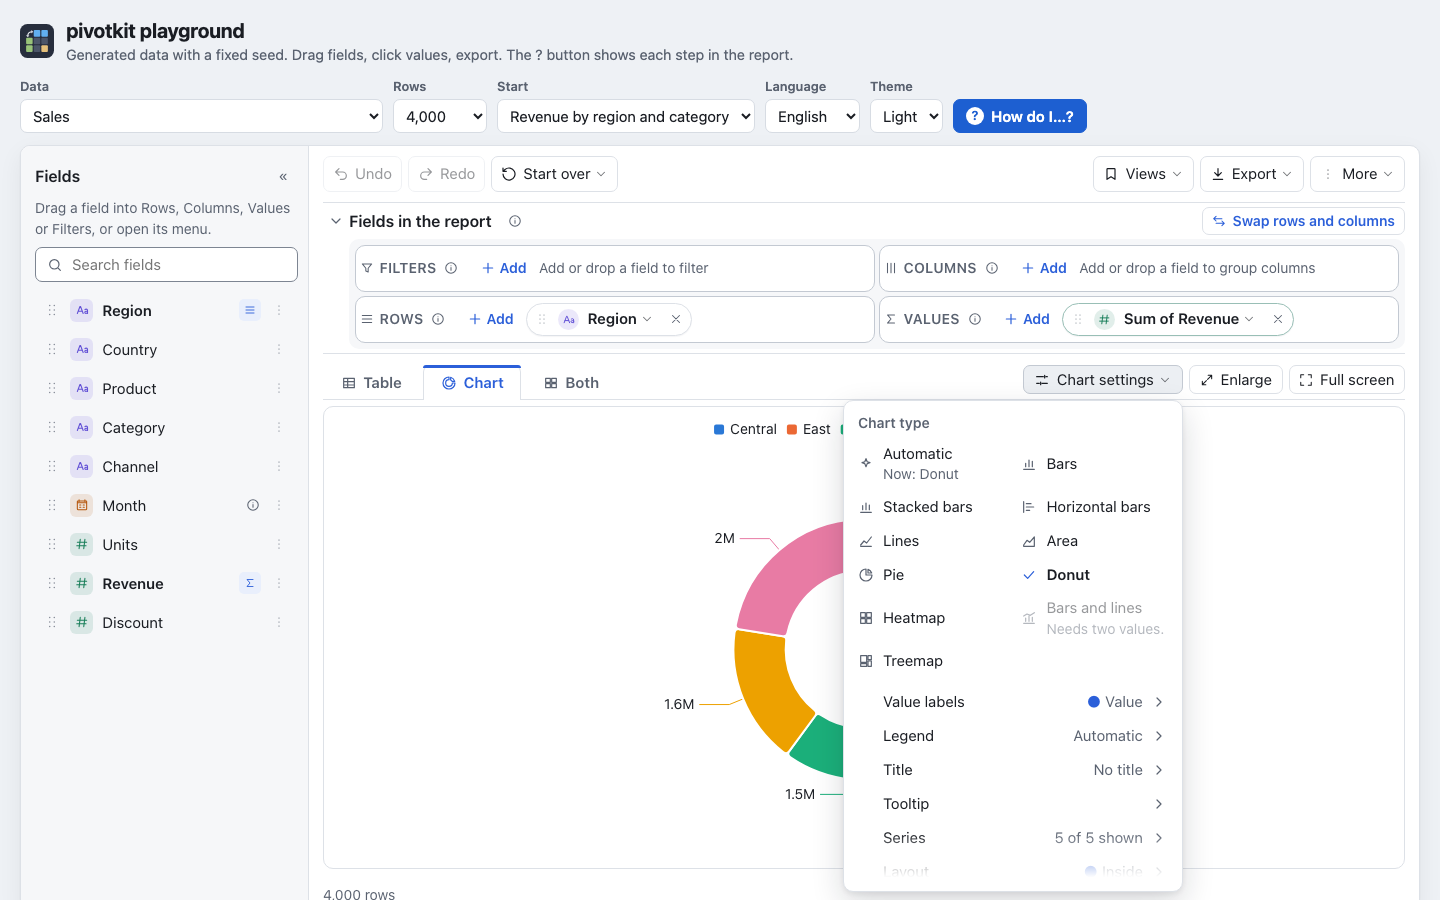 pivotkit playground
Generated data with a fixed seed. Drag fields, click values, export. The ? button shows each step in the report.
Data
Rows
Start
Language
Theme
Sales
4,000
Revenue by region and category
English
Light
? How do I...?
Fields
«
Drag a field into Rows, Columns, Values
or Filters, or open its menu.
Search fields
Aa Region
Aa Country
Aa Product
Aa Category
Aa Channel
Month
# Units
# Revenue Σ
# Discount
Undo
Redo
Start over
Views
Export
More
Fields in the report
Swap rows and columns
FILTERS
+ Add
Add or drop a field to filter
COLUMNS
+ Add
Add or drop a field to group columns
ROWS
+ Add
Aa Region
Σ VALUES
+ Add
# Sum of Revenue
Table
Chart
Both
Chart settings
Enlarge
Full screen
Central
East
2M
1.6M
1.5M
Chart type
Automatic
Now: Donut
Bars
Stacked bars
Horizontal bars
Lines
Area
Pie
Donut
Heatmap
Bars and lines
Needs two values.
Treemap
Value labels
Value
Legend
Automatic
Title
No title
Tooltip
Series
5 of 5 shown
Layout
Inside
4,000 rows